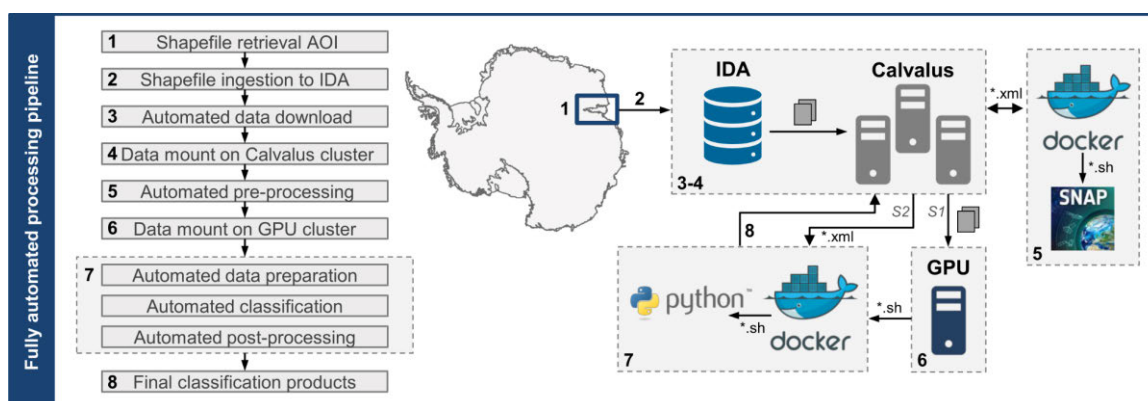 Fully automated processing pipeline
1 Shapefile retrieval AOI
2 Shapefile ingestion to IDA
3 Automated data download
4 Data mount on Calvalus cluster
5 Automated pre-processing
6 Data mount on GPU cluster
7 Automated data preparation
Automated classification
Automated post-processing
8 Final classification products
1
2
IDA
Calvalus
3-4
*.xml
docker
*.sh
SNAP
5
S2
S1
8
*.xml
GPU
*.sh
6
python™
*.sh
docker
7